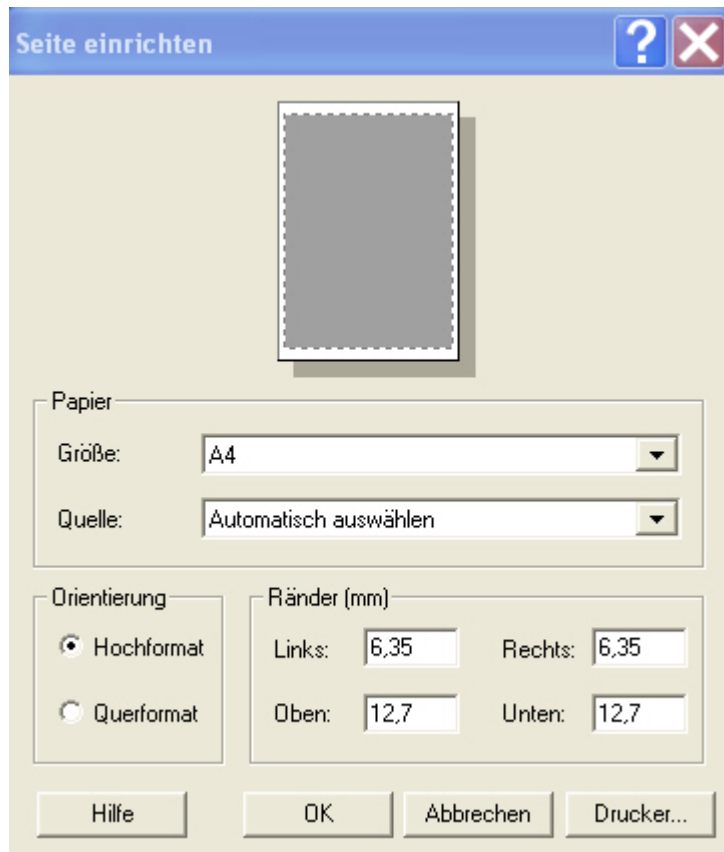 Seite einrichten
Papier
Größe: A4
Quelle: Automatisch auswählen
Orientierung
Hochformat
Querformat
Ränder (mm)
Links: 6,35 Rechts: 6,35
Oben: 12,7 Unten: 12,7
Hilfe OK Abbrechen Drucker...